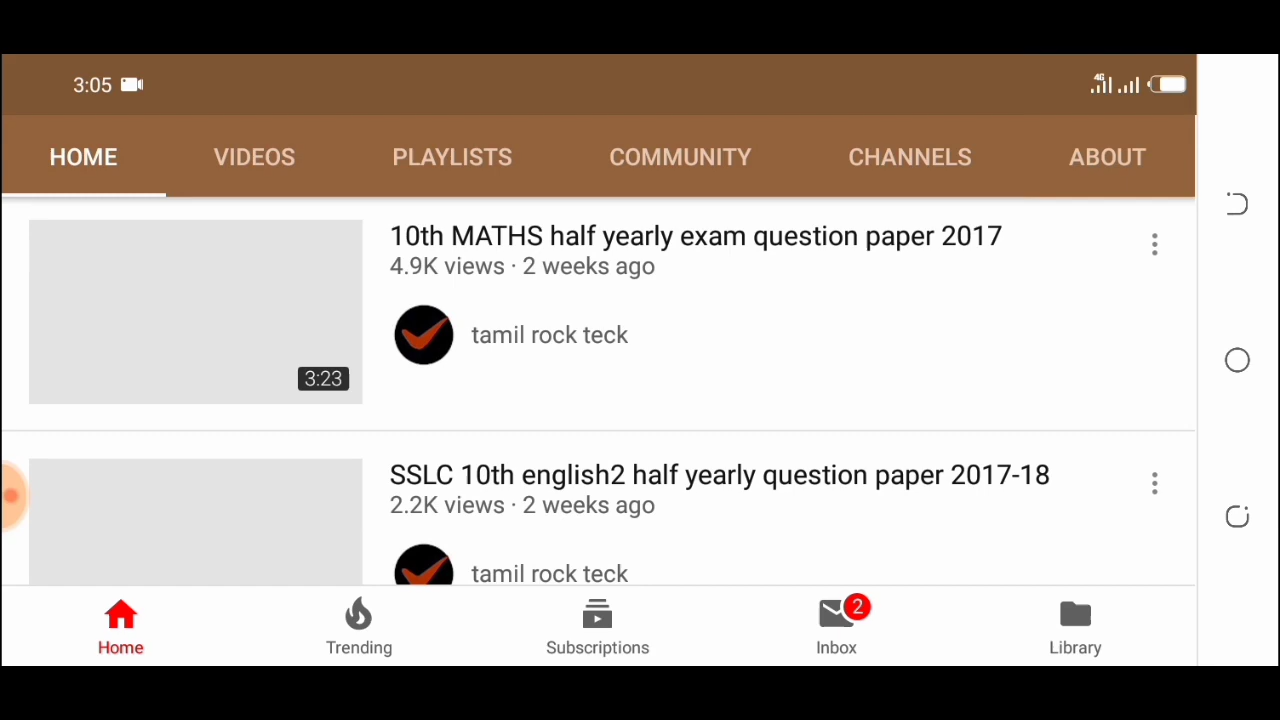 3:05
4G
HOME VIDEOS PLAYLISTS COMMUNITY CHANNELS ABOUT
10th MATHS half yearly exam question paper 2017
4.9K views · 2 weeks ago
tamil rock teck
3:23
SSLC 10th english2 half yearly question paper 2017-18
2.2K views · 2 weeks ago
tamil rock teck
2
Home Trending Subscriptions Inbox Library